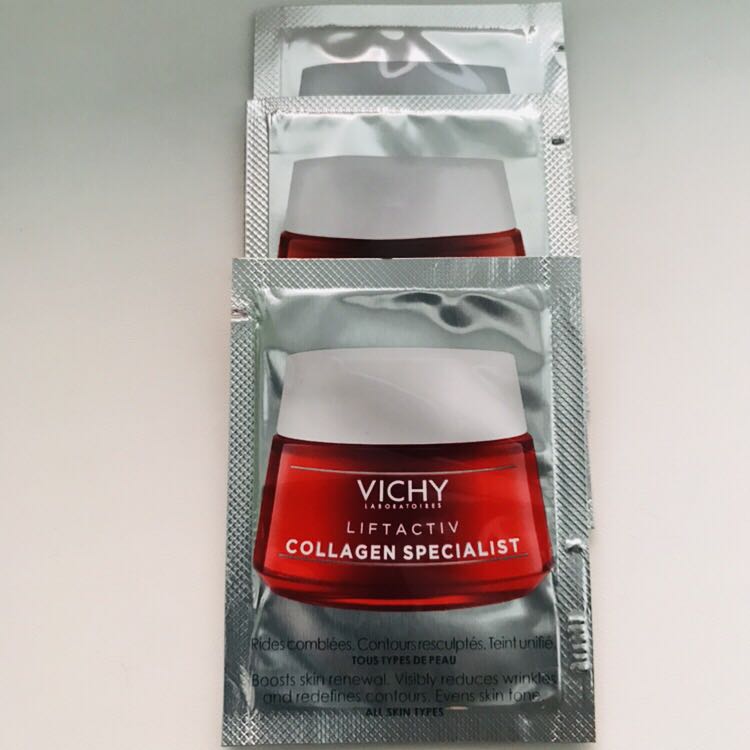 VICHY
LABORATOIRES
LIFTACTIV
COLLAGEN SPECIALIST
Rides comblées. Contours resculptés. Teint unifié.
TOUS TYPES DE PEAU
Boosts skin renewal. Visibly reduces wrinkles
and redefines contours. Evens skin tone.
ALL SKIN TYPES